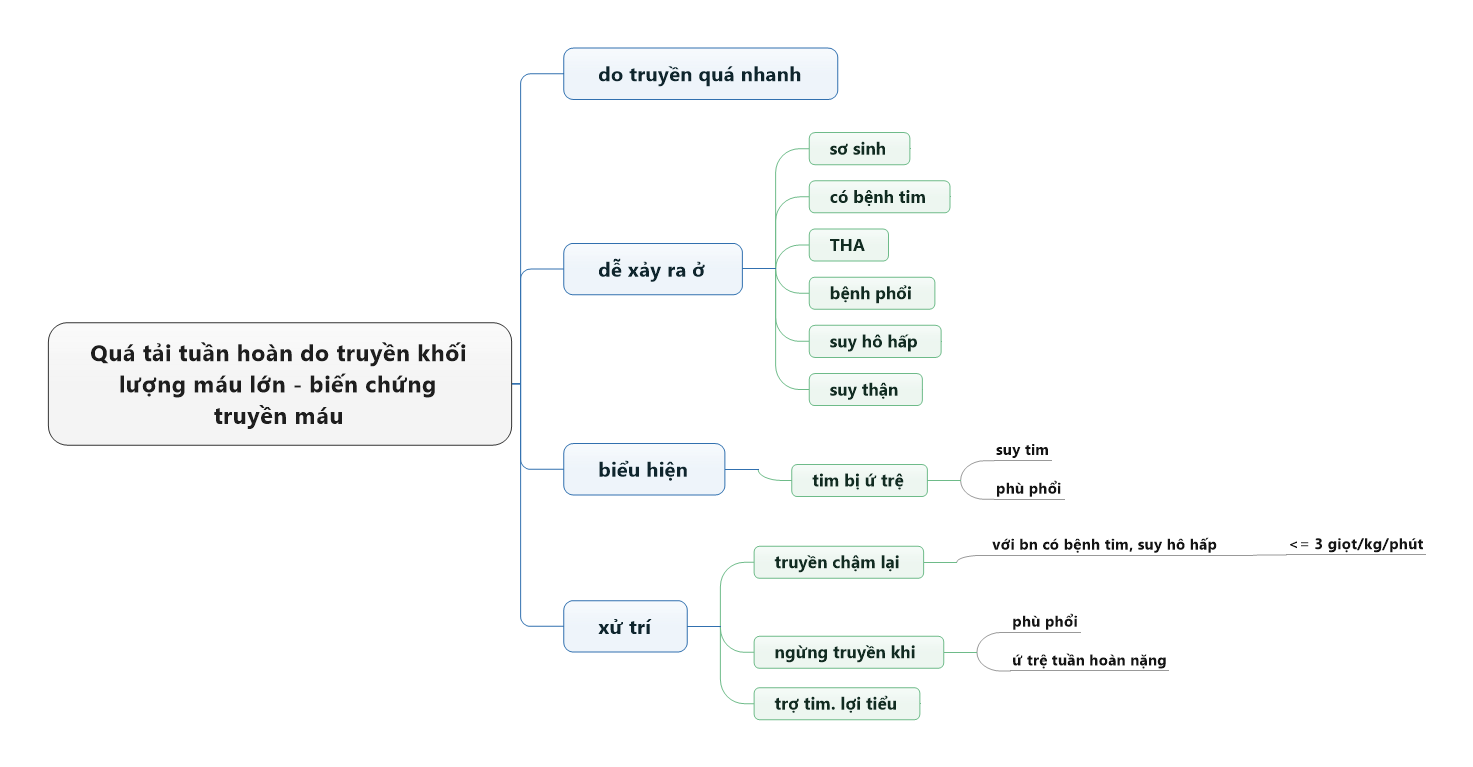 Quá tải tuần hoàn do truyền khối
lượng máu lớn - biến chứng
truyền máu
do truyền quá nhanh
dễ xảy ra ở
sơ sinh
có bệnh tim
THA
bệnh phổi
suy hô hấp
suy thận
biểu hiện
tim bị ứ trệ
suy tim
phù phổi
xử trí
truyền chậm lại
với bn có bệnh tim, suy hô hấp
<= 3 giọt/kg/phút
ngừng truyền khi
phù phổi
ứ trệ tuần hoàn nặng
trợ tim. lợi tiểu